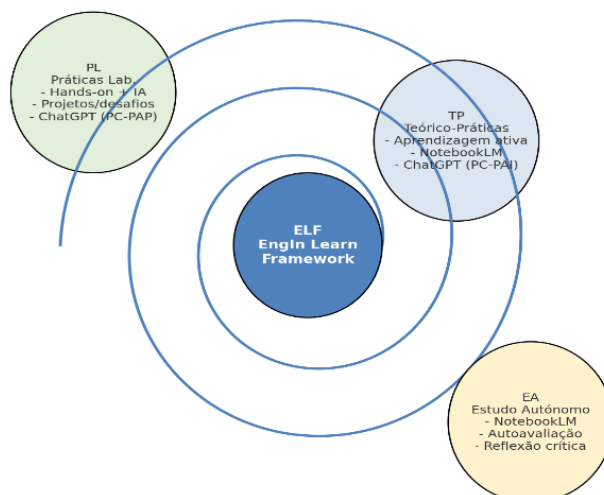 PL
Práticas Lab.
- Hands-on + IA
- Projetos/desafios
- ChatGPT (PC-PAP)
TP
Teórico-Práticas
- Aprendizagem ativa
- NotebookLM
- ChatGPT (PC-PAI)
ELF
EngIn Learn
Framework
EA
Estudo Autónomo
- NotebookLM
- Autoavaliação
- Reflexão crítica